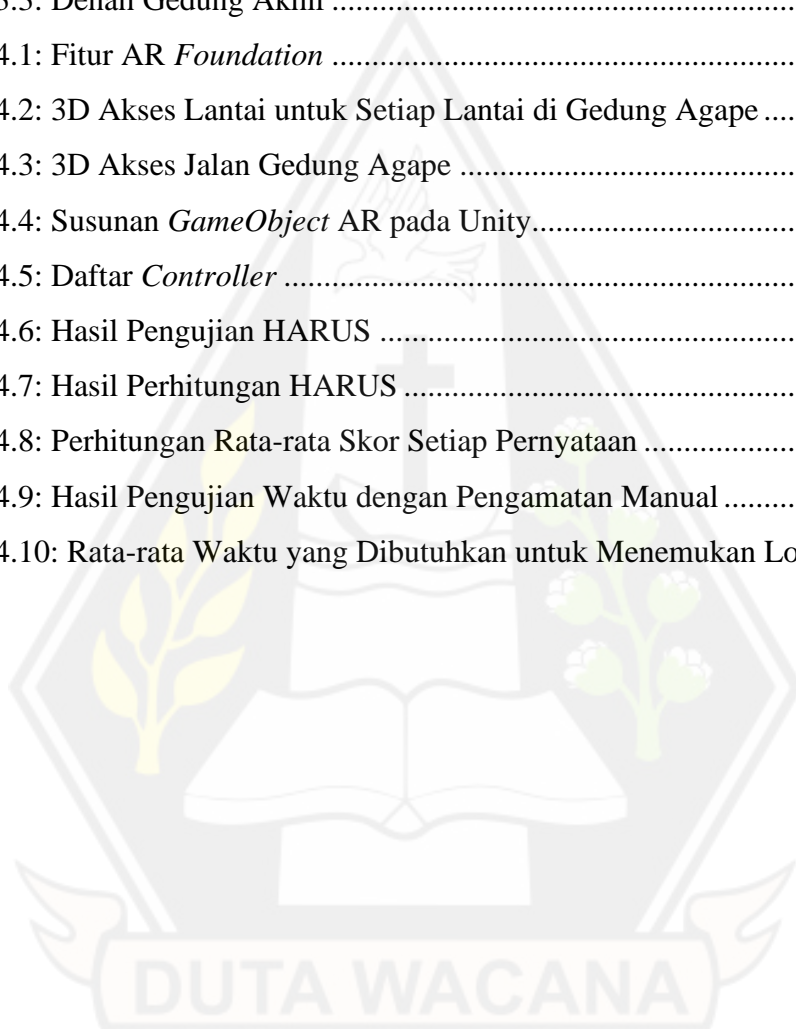 Denah Gedung
4.1: Fitur AR Foundation ........................................................................
4.2: 3D Akses Lantai untuk Setiap Lantai di Gedung Agape ....
4.3: 3D Akses Jalan Gedung Agape ...................................................
4.4: Susunan GameObject AR pada Unity........................................
4.5: Daftar Controller ................................................................................
4.6: Hasil Pengujian HARUS ................................................................
4.7: Hasil Perhitungan HARUS ............................................................
4.8: Perhitungan Rata-rata Skor Setiap Pernyataan ..................
4.9: Hasil Pengujian Waktu dengan Pengamatan Manual .........
4.10: Rata-rata Waktu yang Dibutuhkan untuk Menemukan
DUTA WACANA